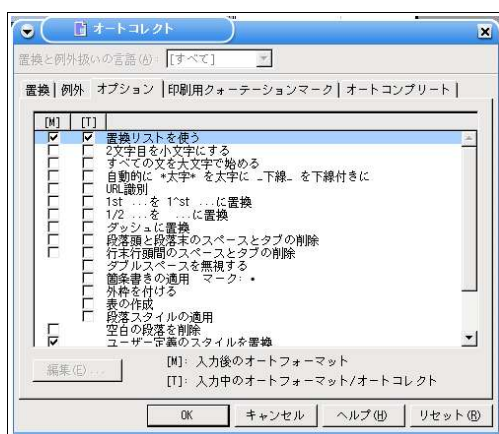 オートコレクト
置換と例外扱いの言語(A): [すべて]
置換 例外 オプション 印刷用クォーテーションマーク オートコンプリート
[M] [T]
置換リストを使う
2文字目を小文字にする
すべての文を大文字で始める
自動的に *太字* を太字に _下線_ を下線付きに
URL識別
1st ...を 1^st ...に置換
1/2 ...を ...に置換
ダッシュに置換
段落頭と段落末のスペースとタブの削除
行末行頭間のスペースとタブの削除
ダブルスペースを無視する
箇条書きの適用 マーク: •
外枠を付ける
表の作成
段落スタイルの適用
空白の段落を削除
ユーザー定義のスタイルを置換
編集(E)...
[M]: 入力後のオートフォーマット
[T]: 入力中のオートフォーマット/オートコレクト
OK キャンセル ヘルプ(H) リセット(R)